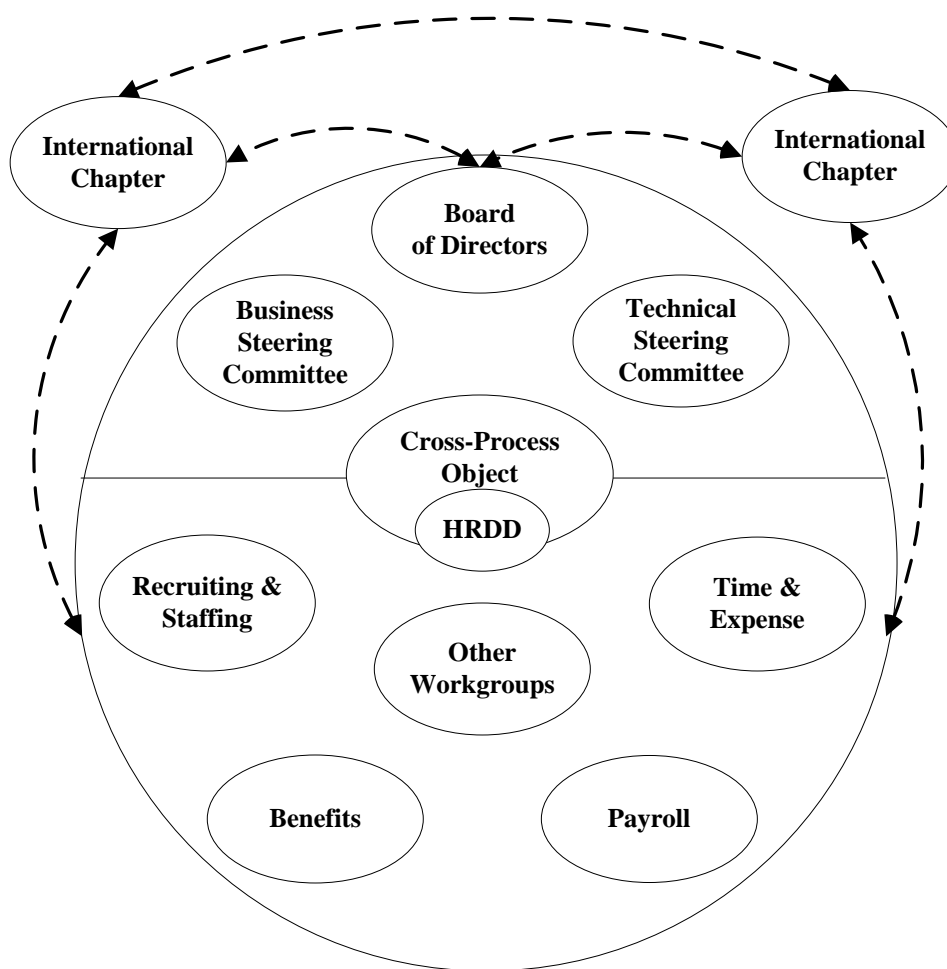 International
Chapter
International
Chapter
Board
of Directors
Business
Steering
Committee
Technical
Steering
Committee
Cross-Process
Object
HRDD
Recruiting &
Staffing
Time &
Expense
Other
Workgroups
Benefits
Payroll